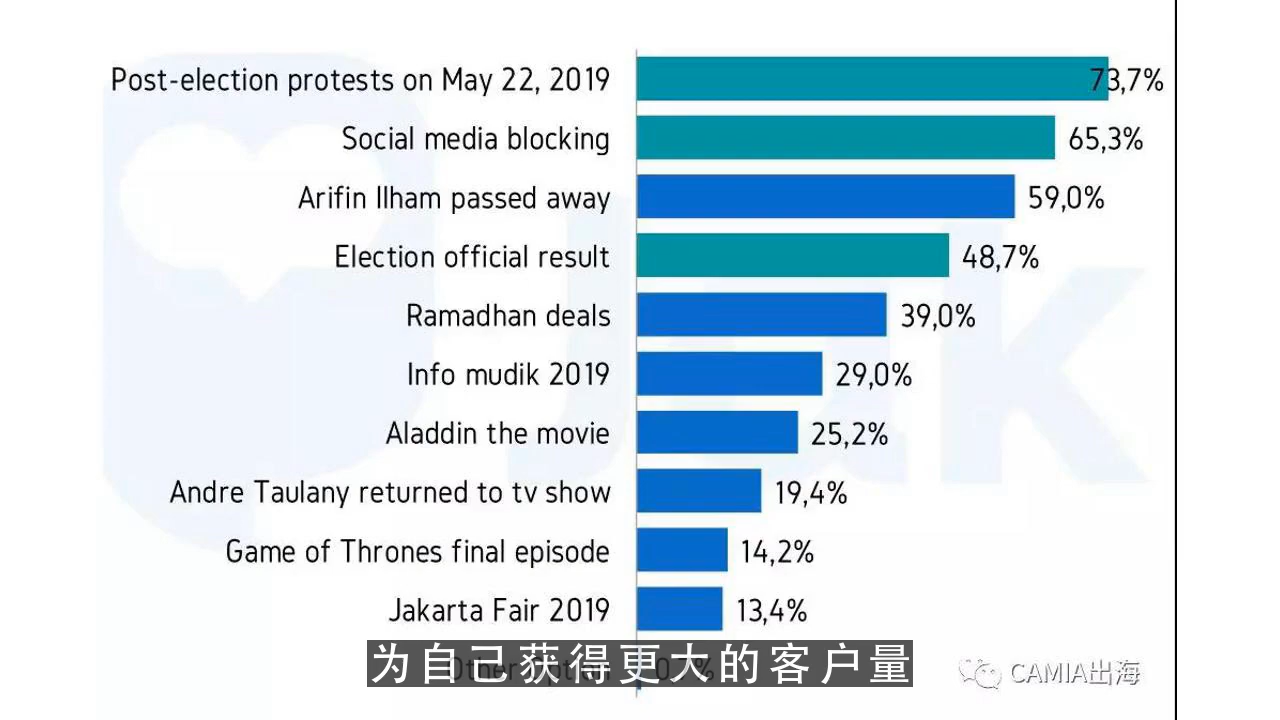 Post-election protests on May 22, 2019 73,7%
Social media blocking 65,3%
Arifin Ilham passed away 59,0%
Election official result 48,7%
Ramadhan deals 39,0%
Info mudik 2019 29,0%
Aladdin the movie 25,2%
Andre Taulany returned to tv show 19,4%
Game of Thrones final episode 14,2%
Jakarta Fair 2019 13,4%
为自己获得更大的客户量
CAMIA出海